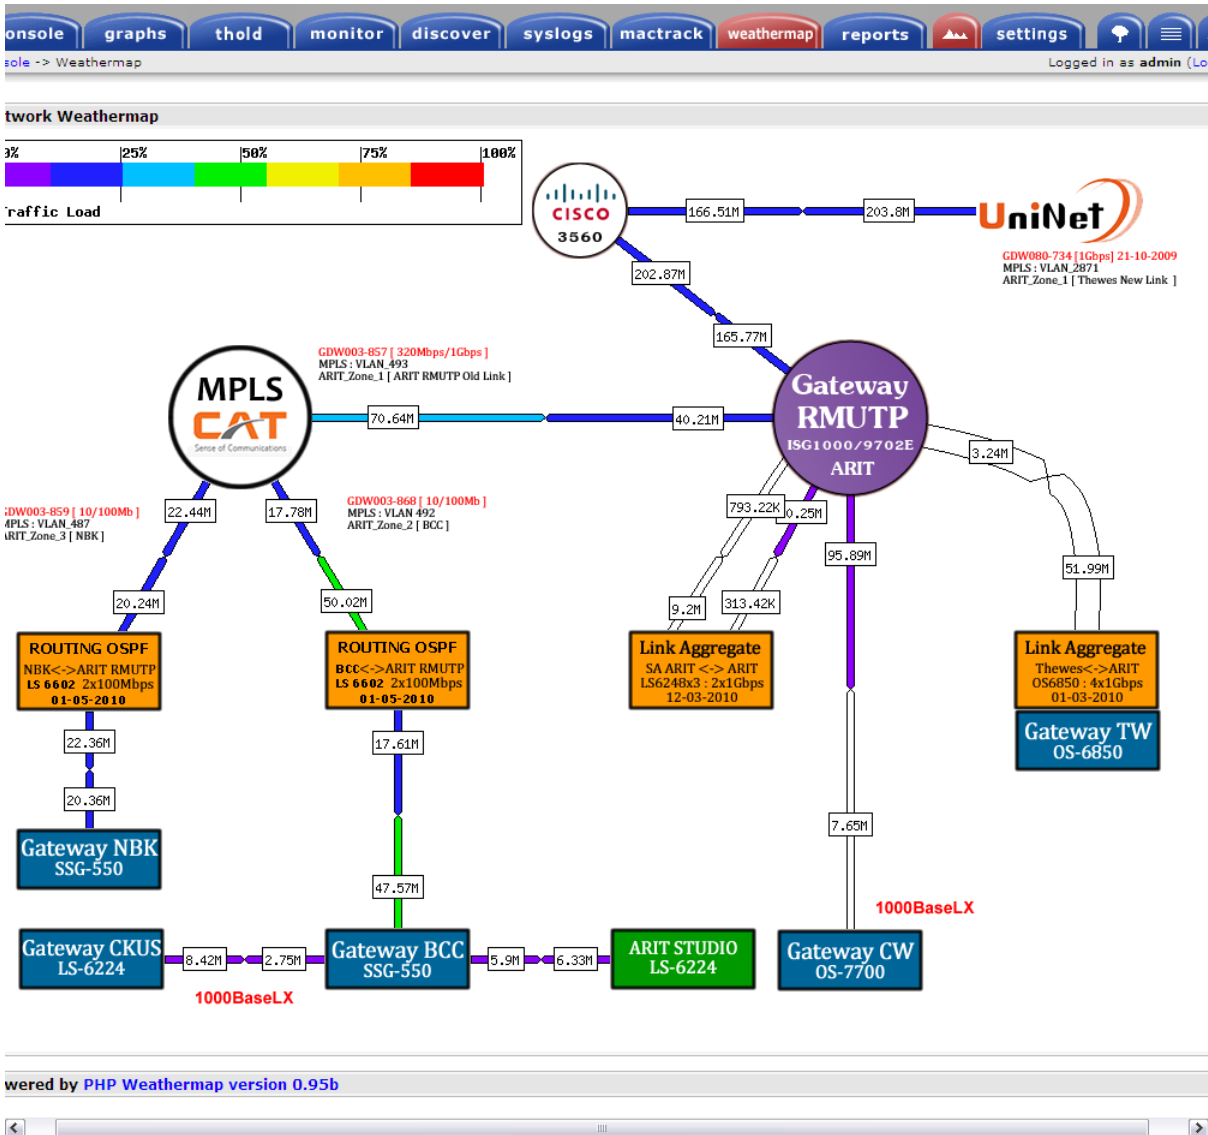 onsole graphs thold monitor discover syslogs mactrack weathermap reports settings
sole -> Weathermap
Logged in as admin (Lo
twork Weathermap
0% 25% 50% 75% 100%
Traffic Load
CISCO
3560
166.51M
203.8M
UniNet
GDW080-734 [1Gbps] 21-10-2009
MPLS : VLAN_2871
ARIT_Zone_1 [ Thewes New Link ]
202.87M
165.77M
GDW003-857 [ 320Mbps/1Gbps ]
MPLS : VLAN_493
ARIT_Zone_1 [ ARIT RMUTP Old Link ]
MPLS
CAT
Sense of Communications
70.64M
40.21M
Gateway
RMUTP
ISG1000/9702E
ARIT
3.24M
GDW003-859 [ 10/100Mb ]
MPLS : VLAN_487
ARIT_Zone_3 [ NBK ]
22.44M
17.78M
GDW003-868 [ 10/100Mb ]
MPLS : VLAN 492
ARIT_Zone_2 [ BCC ]
793.22K
0.25M
95.89M
51.99M
20.24M
50.02M
9.2M
313.42K
ROUTING OSPF
NBK<->ARIT RMUTP
LS 6602 2x100Mbps
01-05-2010
ROUTING OSPF
BCC<->ARIT RMUTP
LS 6602 2x100Mbps
01-05-2010
Link Aggregate
SA ARIT <-> ARIT
LS6248x3 : 2x1Gbps
12-03-2010
Link Aggregate
Thewes<->ARIT
OS6850 : 4x1Gbps
01-03-2010
Gateway TW
OS-6850
22.36M
17.61M
20.36M
7.65M
Gateway NBK
SSG-550
47.57M
1000BaseLX
Gateway CKUS
LS-6224
8.42M
2.75M
Gateway BCC
SSG-550
5.9M
6.33M
ARIT STUDIO
LS-6224
Gateway CW
OS-7700
1000BaseLX
wered by PHP Weathermap version 0.95b